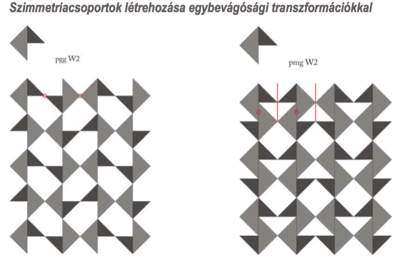 Szimmetriacsoportok létrehozása egybevágósági transzformációkkal
pgg W2
pmg W2